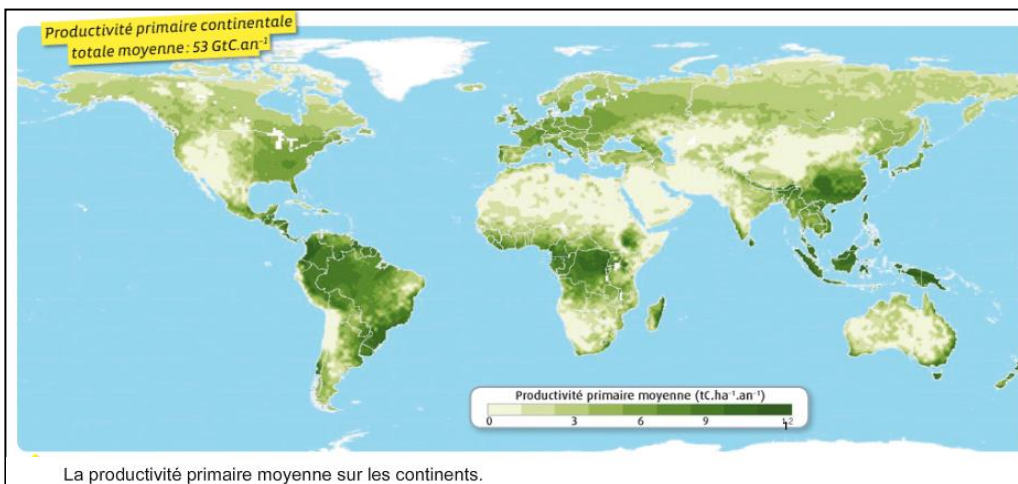 Productivité primaire continentale
totale moyenne : 53 GtC.an⁻¹
Productivité primaire moyenne (tC.ha⁻¹.an⁻¹)
0 3 6 9 12
La productivité primaire moyenne sur les continents.